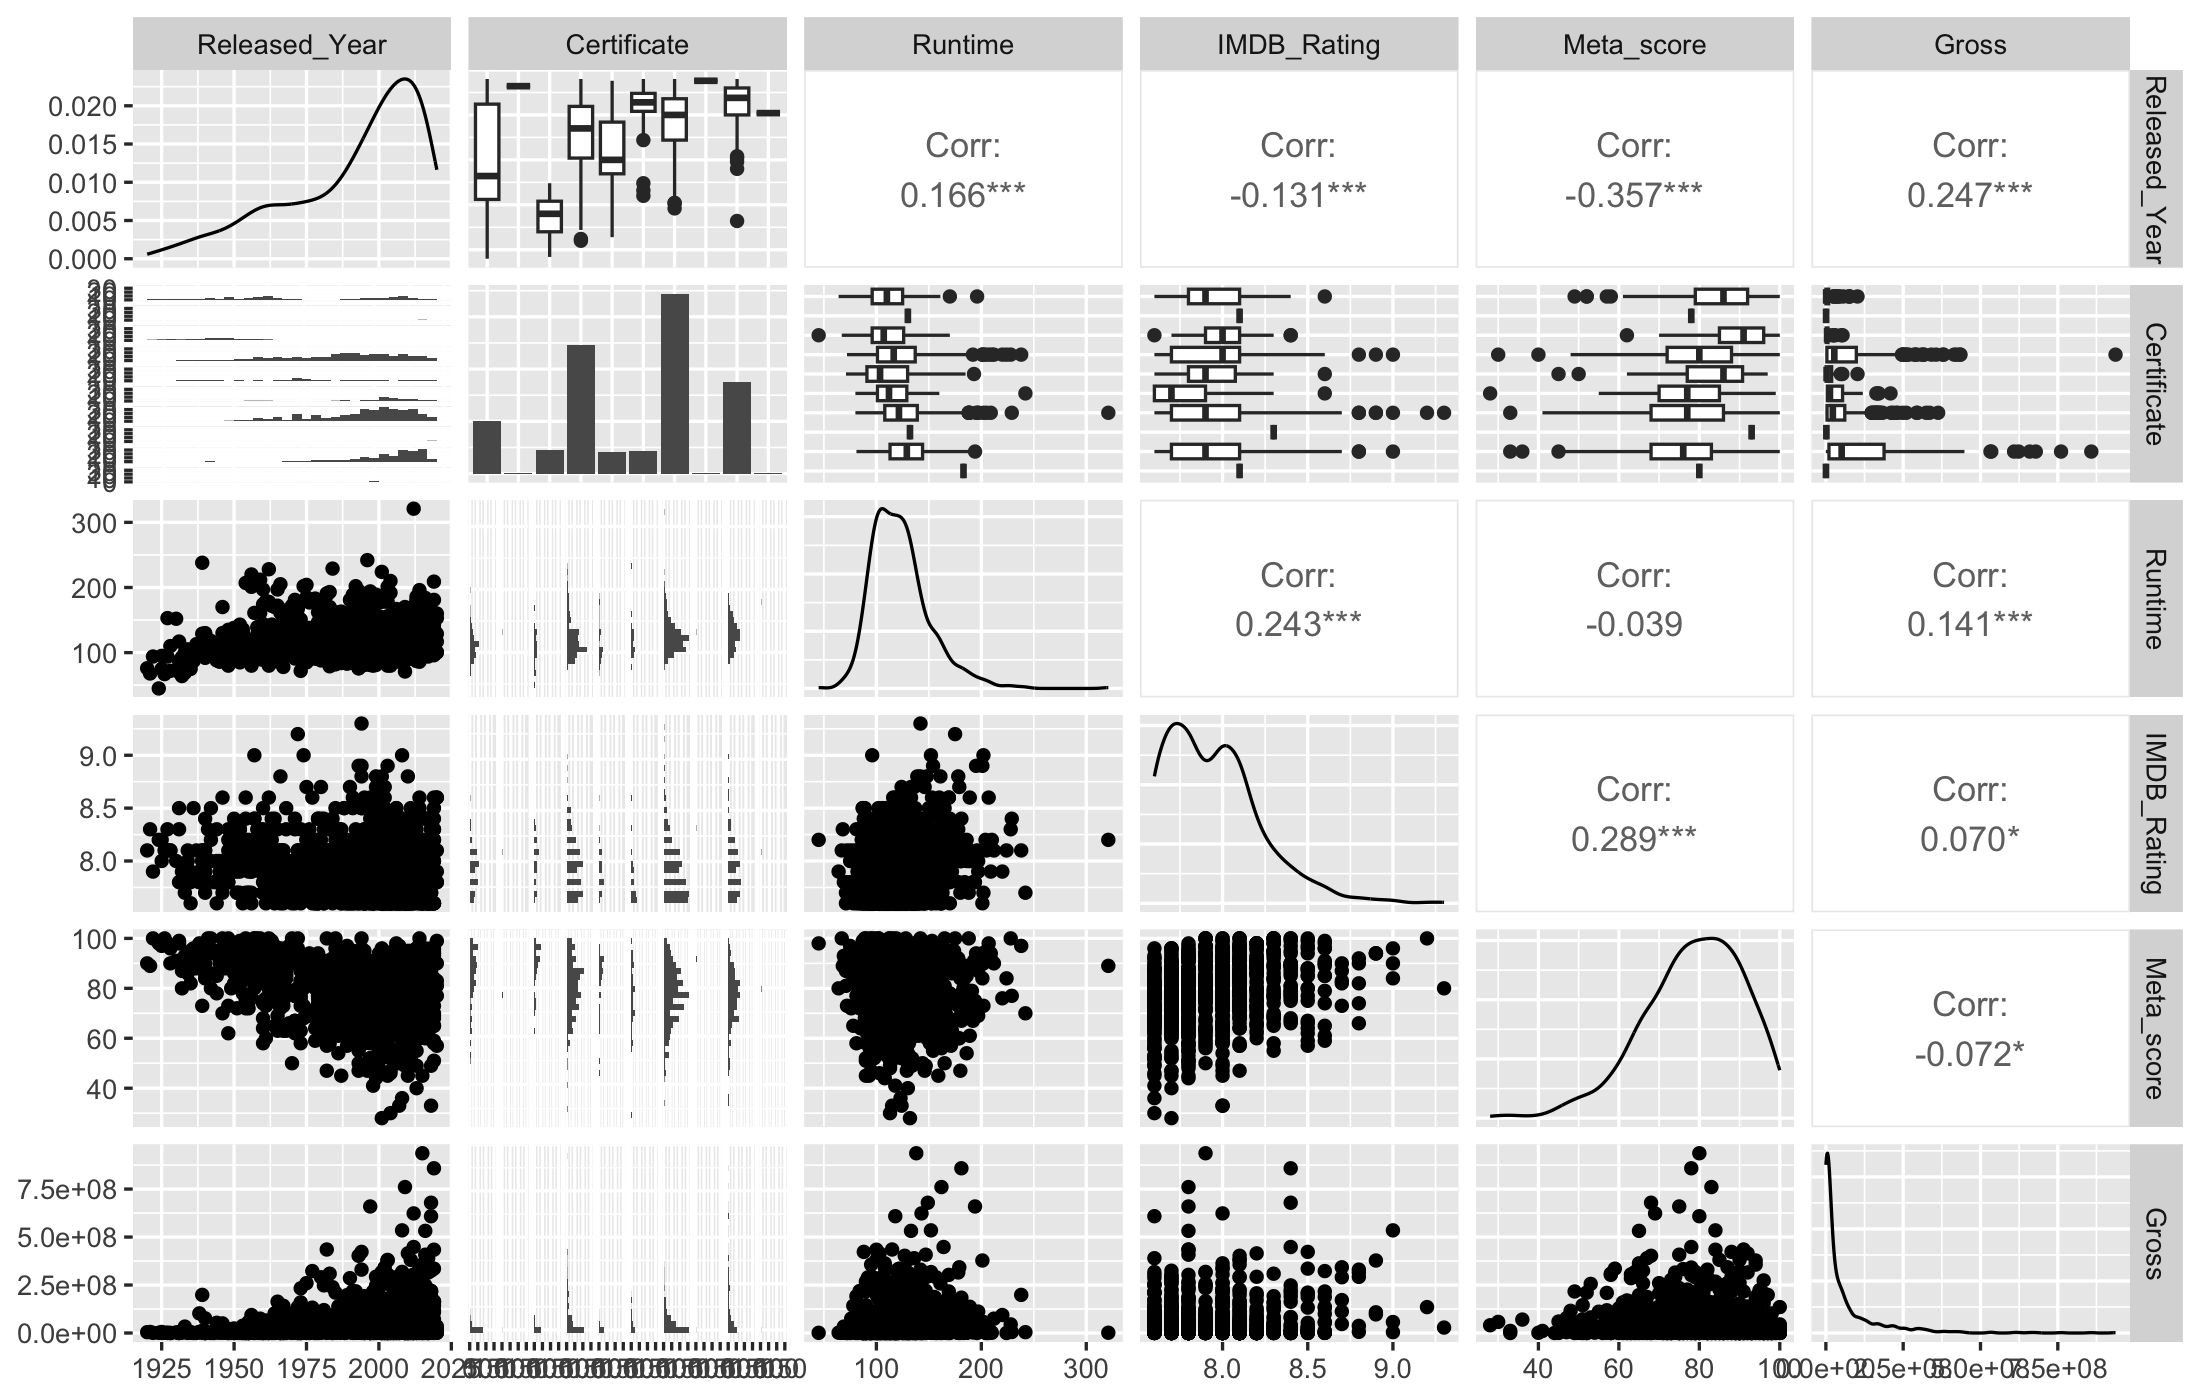 Released_Year Certificate Runtime IMDB_Rating Meta_score Gross
0.020
0.015
0.010
0.005
0.000
Corr:
0.166***
Corr:
-0.131***
Corr:
-0.357***
Corr:
0.247***
Released_Year
Certificate
300
200
100
Corr:
0.243***
Corr:
-0.039
Corr:
0.141***
Runtime
9.0
8.5
8.0
Corr:
0.289***
Corr:
0.070*
IMDB_Rating
100
80
60
40
Corr:
-0.072*
Meta_score
7.5e+08
5.0e+08
2.5e+08
0.0e+00
Gross
1925 1950 1975 2000
100 200 300
8.0 8.5 9.0
40 60 80